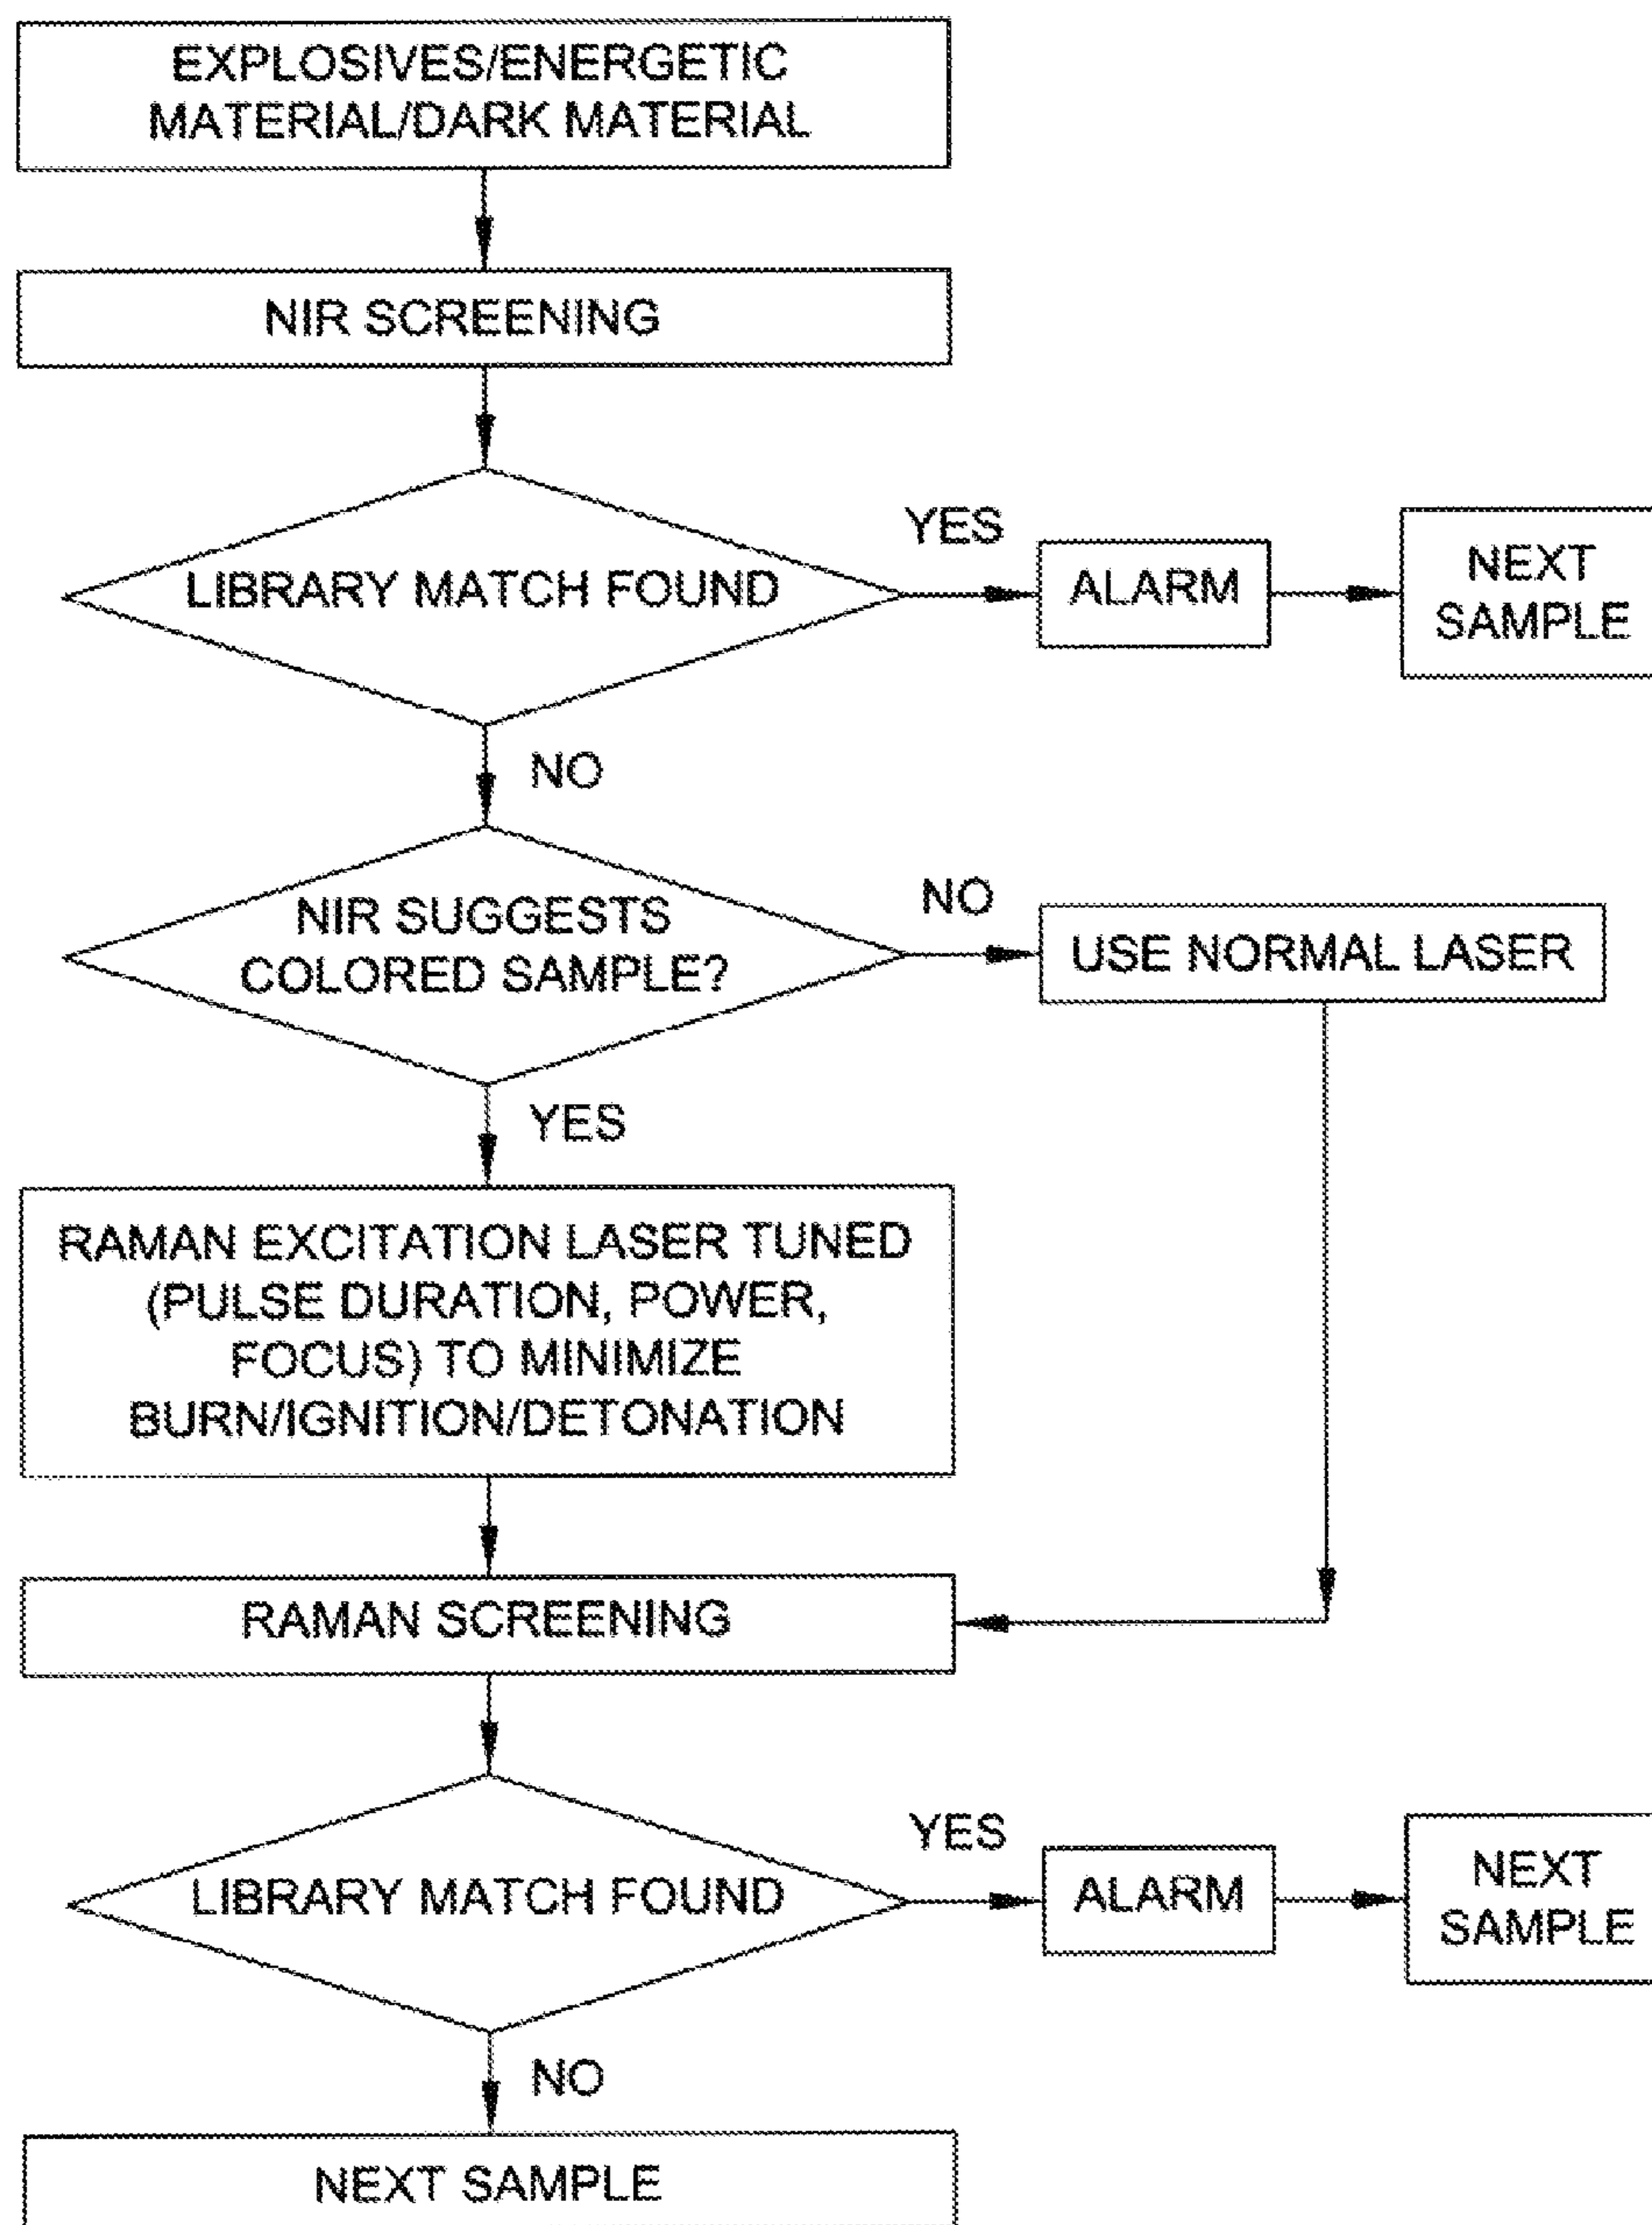 EXPLOSIVES/ENERGETIC
MATERIAL/DARK MATERIAL
NIR SCREENING
LIBRARY MATCH FOUND
YES
ALARM
NEXT
SAMPLE
NO
NIR SUGGESTS
COLORED SAMPLE?
NO
USE NORMAL LASER
YES
RAMAN EXCITATION LASER TUNED
(PULSE DURATION, POWER,
FOCUS) TO MINIMIZE
BURN/IGNITION/DETONATION
RAMAN SCREENING
LIBRARY MATCH FOUND
YES
ALARM
NEXT
SAMPLE
NO
NEXT SAMPLE